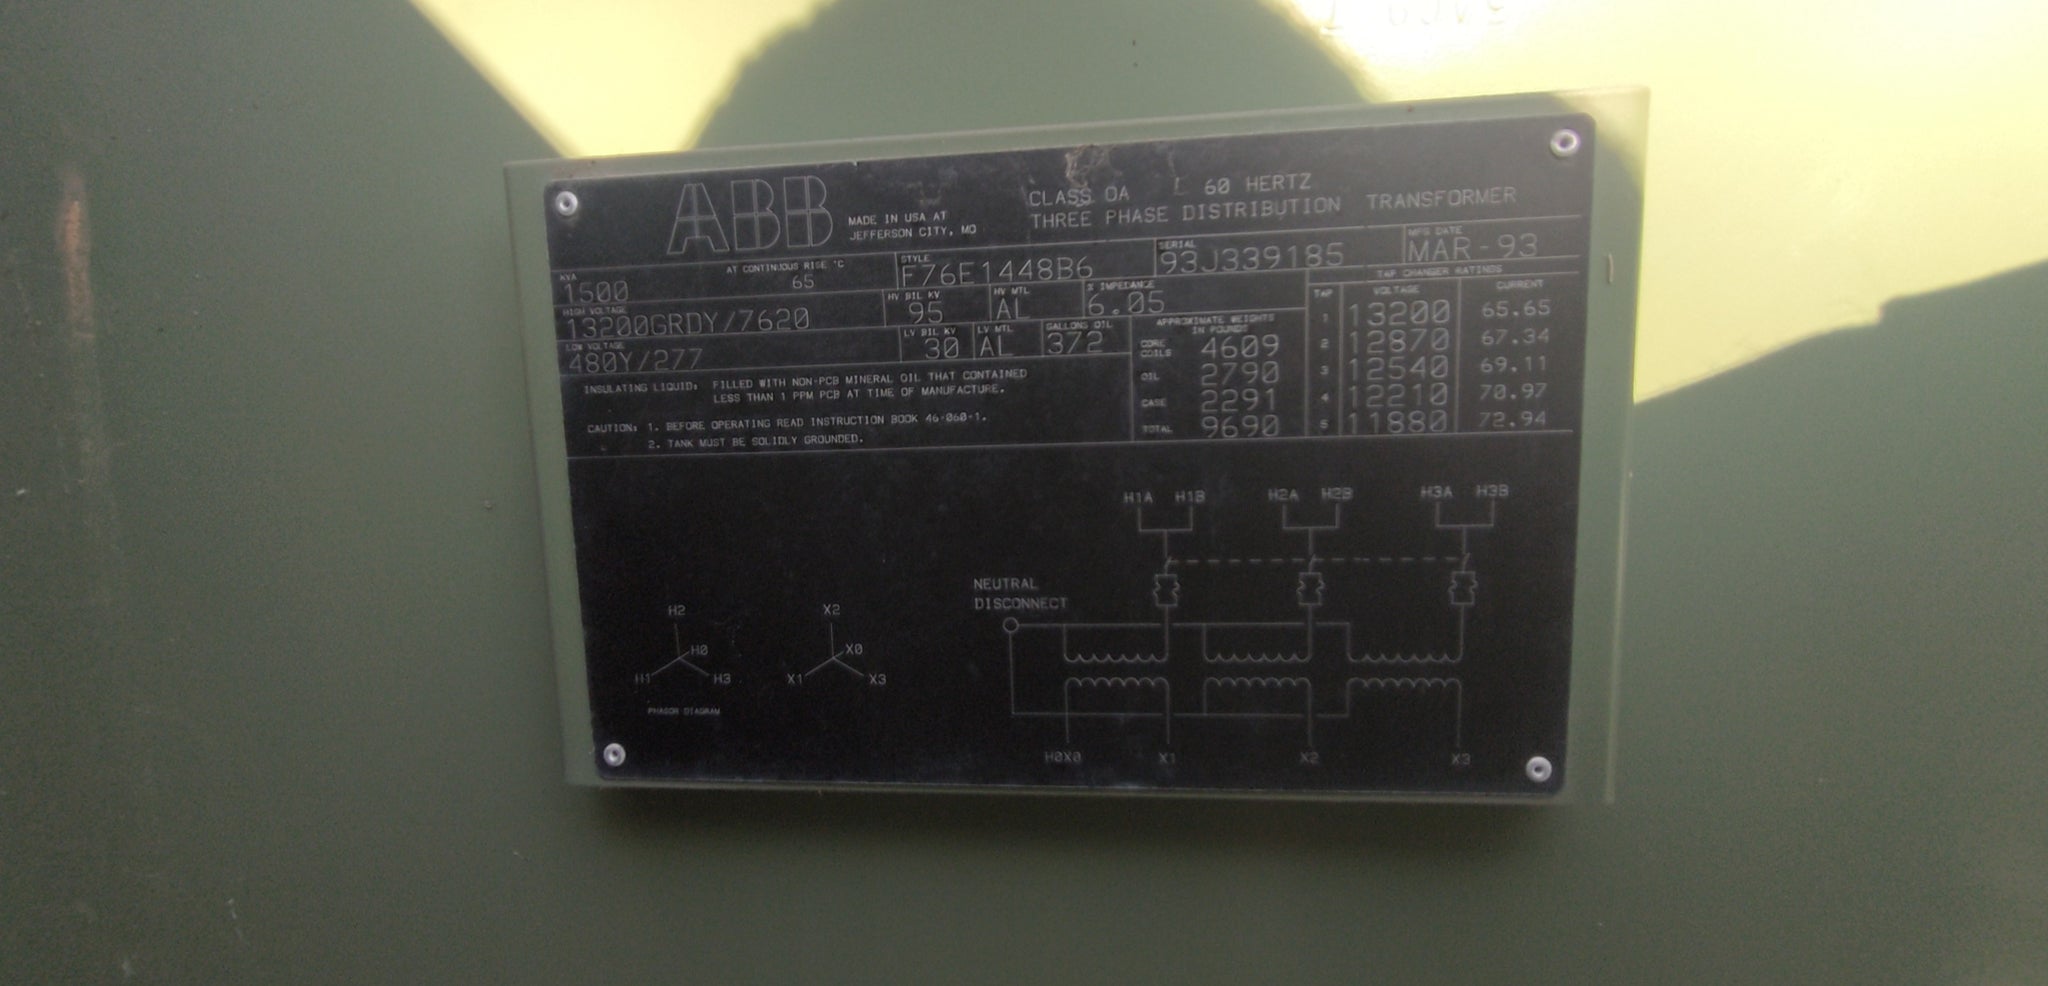 ABB
MADE IN USA AT
JEFFERSON CITY, MO
CLASS OA 60 HERTZ
THREE PHASE DISTRIBUTION TRANSFORMER
KVA
1500
AT CONTINUOUS RISE °C
65
STYLE
F76E1448B6
SERIAL
93J339185
MFG DATE
MAR-93
HIGH VOLTAGE
13200GRDY/7620
HV BIL KV
95
HV MTL
AL
% IMPEDANCE
6.05
LOW VOLTAGE
480Y/277
LV BIL KV
30
LV MTL
AL
GALLONS OIL
372
APPROXIMATE WEIGHTS
IN POUNDS
CORE
COILS 4609
OIL 2790
CASE 2291
TOTAL 9690
TAP CHANGER RATINGS
TAP VOLTAGE CURRENT
1 13200 65.65
2 12870 67.34
3 12540 69.11
4 12210 70.97
5 11880 72.94
INSULATING LIQUID: FILLED WITH NON-PCB MINERAL OIL THAT CONTAINED
LESS THAN 1 PPM PCB AT TIME OF MANUFACTURE.
CAUTION: 1. BEFORE OPERATING READ INSTRUCTION BOOK 46-060-1.
2. TANK MUST BE SOLIDLY GROUNDED.
H1A H1B H2A H2B H3A H3B
NEUTRAL
DISCONNECT
H2
H0
H1 H3
X2
X0
X1 X3
PHASOR DIAGRAM
H0X0 X1 X2 X3